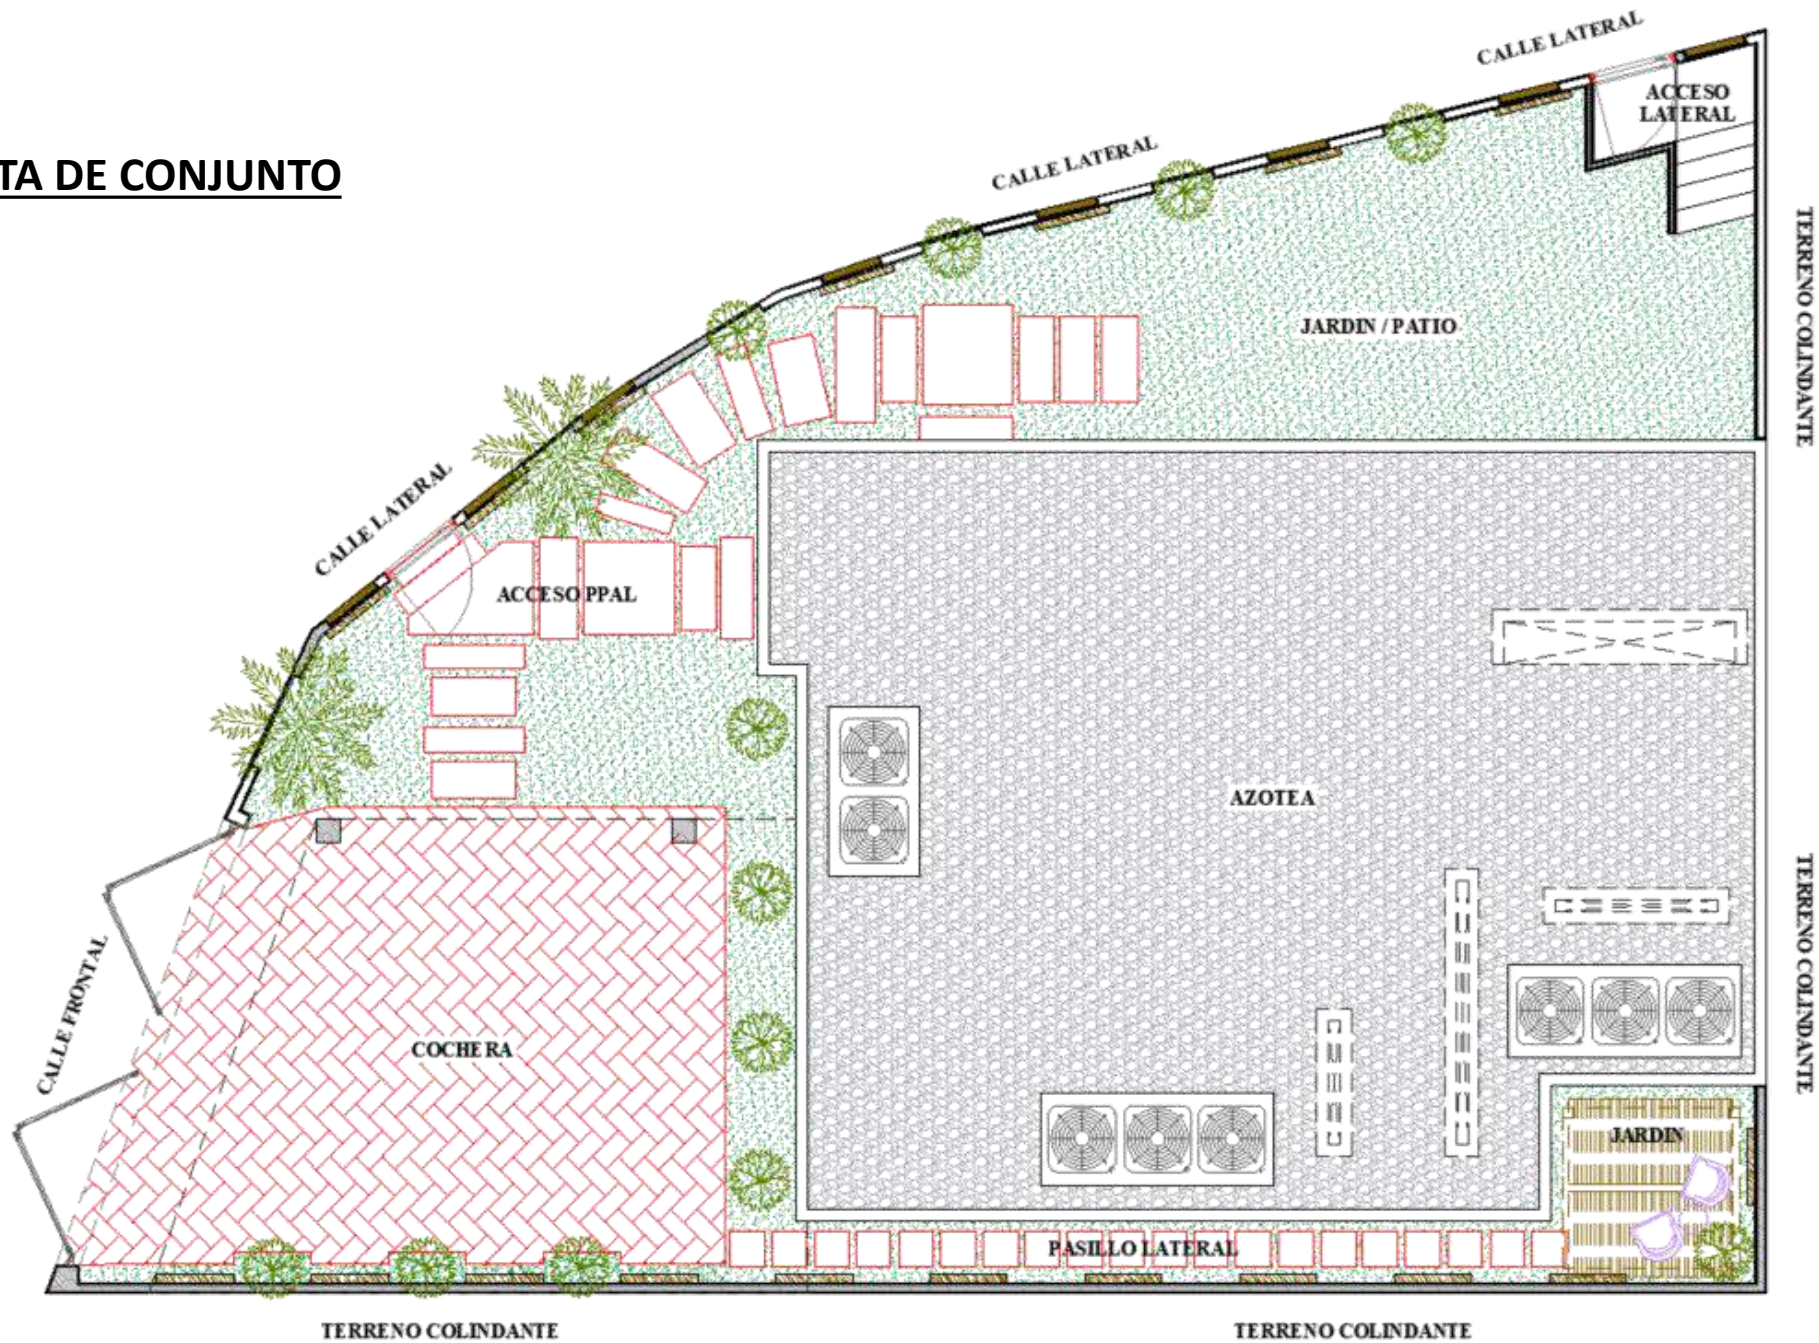 CALLE LATERAL
ACCESO
LATERAL
CALLE LATERAL
TA DE CONJUNTO
TERRENO COLINDANTE
JARDIN / PATIO
CALLE LATERAL
ACCESO PPAL
AZOTEA
TERRENO COLINDANTE
CALLE FRONTAL
COCHERA
JARDIN
PASILLO LATERAL
TERRENO COLINDANTE
TERRENO COLINDANTE